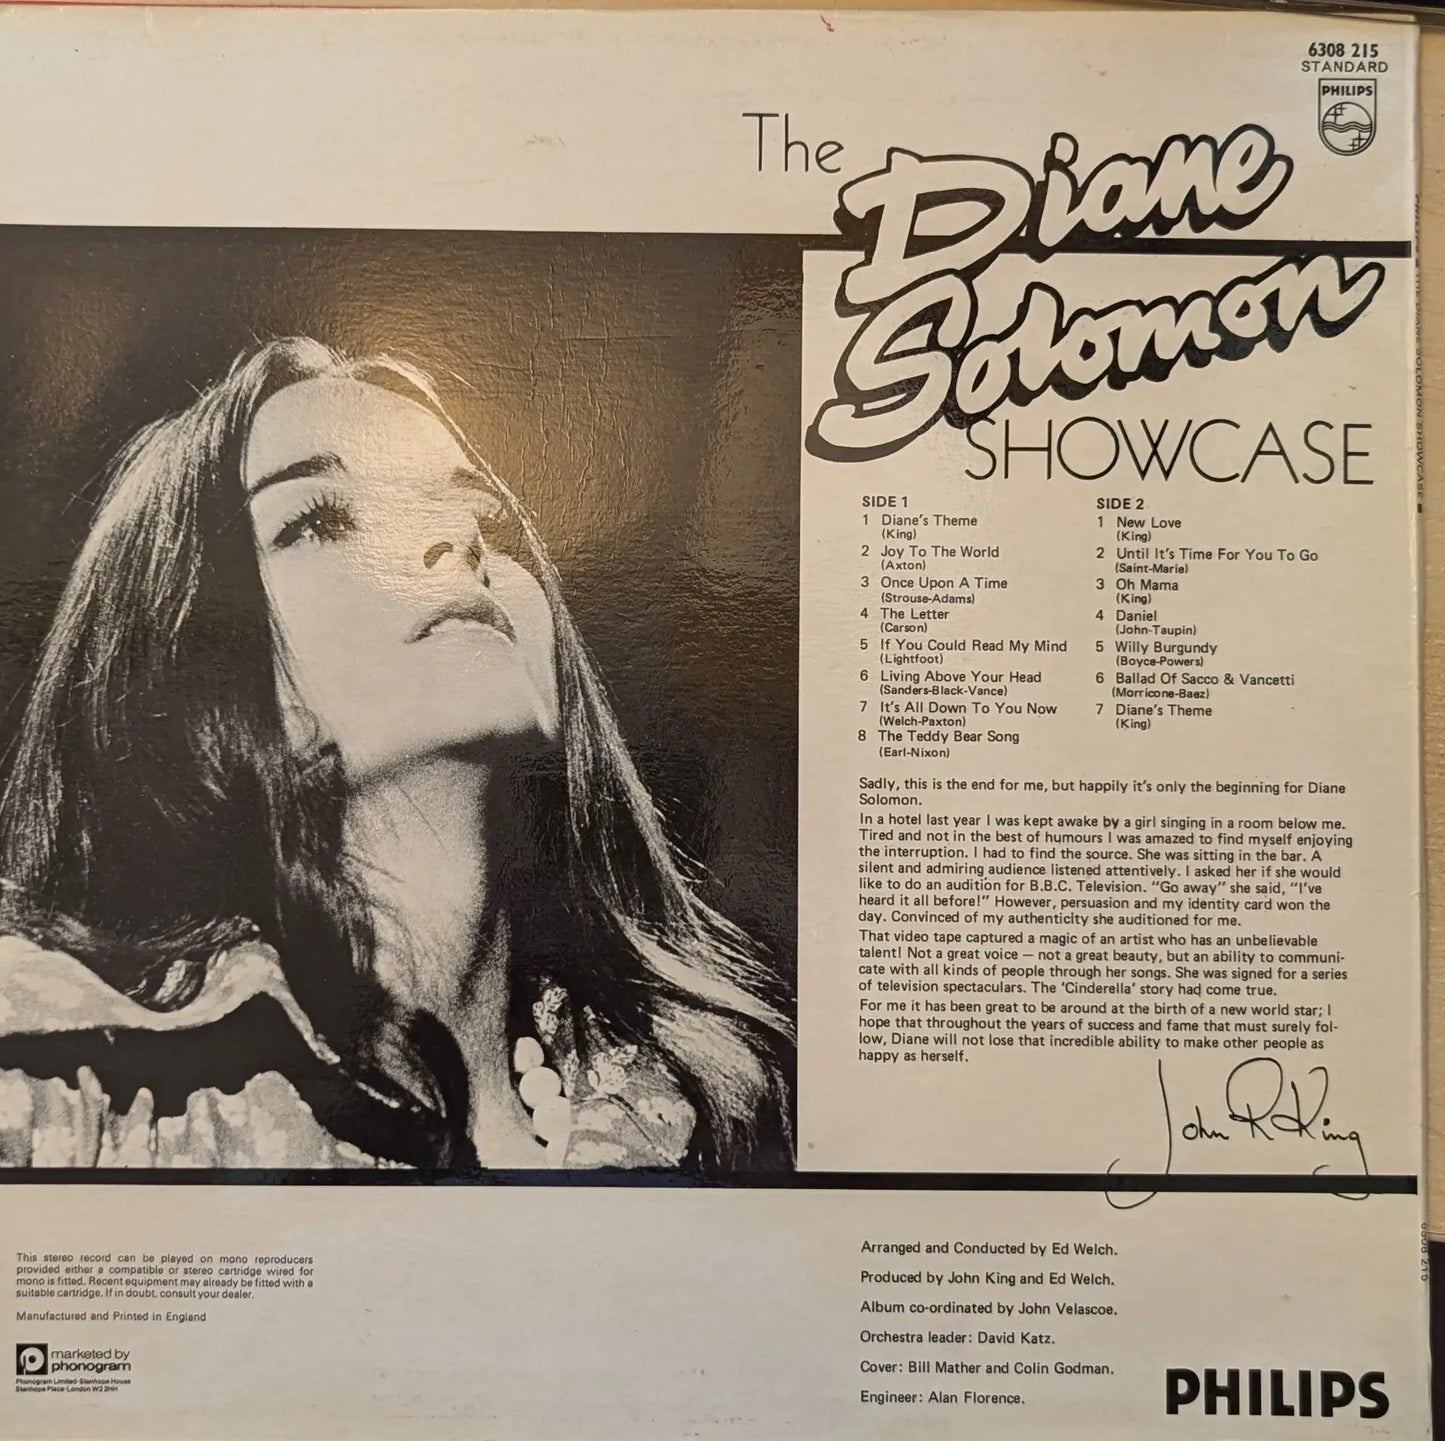 6308 215
STANDARD
PHILIPS
The
Diane
Solomon
SHOWCASE
SIDE 1
1 Diane's Theme
(King)
2 Joy To The World
(Axton)
3 Once Upon A Time
(Strouse-Adams)
4 The Letter
(Carson)
5 If You Could Read My Mind
(Lightfoot)
6 Living Above Your Head
(Sanders-Black-Vance)
7 It's All Down To You Now
(Welch-Paxton)
8 The Teddy Bear Song
(Earl-Nixon)
SIDE 2
1 New Love
(King)
2 Until It's Time For You To Go
(Saint-Marie)
3 Oh Mama
(King)
4 Daniel
(John-Taupin)
5 Willy Burgundy
(Boyce-Powers)
6 Ballad Of Sacco & Vancetti
(Morricone-Baez)
7 Diane's Theme
(King)
Sadly, this is the end for me, but happily it's only the beginning for Diane
Solomon.
In a hotel last year I was kept awake by a girl singing in a room below me.
Tired and not in the best of humours I was amazed to find myself enjoying
the interruption. I had to find the source. She was sitting in the bar. A
silent and admiring audience listened attentively. I asked her if she would
like to do an audition for B.B.C. Television. "Go away" she said, "I've
heard it all before!" However, persuasion and my identity card won the
day. Convinced of my authenticity she auditioned for me.
That video tape captured a magic of an artist who has an unbelievable
talent! Not a great voice — not a great beauty, but an ability to communi-
cate with all kinds of people through her songs. She was signed for a series
of television spectaculars. The 'Cinderella' story had come true.
For me it has been great to be around at the birth of a new world star; I
hope that throughout the years of success and fame that must surely fol-
low, Diane will not lose that incredible ability to make other people as
happy as herself.
John R King
This stereo record can be played on mono reproducers
provided either a compatible or stereo cartridge wired for
mono is fitted. Recent equipment may already be fitted with a
suitable cartridge. If in doubt, consult your dealer.
Manufactured and Printed in England
marketed by
phonogram
Phonogram Limited·Stanhope House
Stanhope Place·London W2 2HH
Arranged and Conducted by Ed Welch.
Produced by John King and Ed Welch.
Album co-ordinated by John Velascoe.
Orchestra leader: David Katz.
Cover: Bill Mather and Colin Godman.
Engineer: Alan Florence.
PHILIPS
THE DIANE SOLOMON SHOWCASE
6308 215